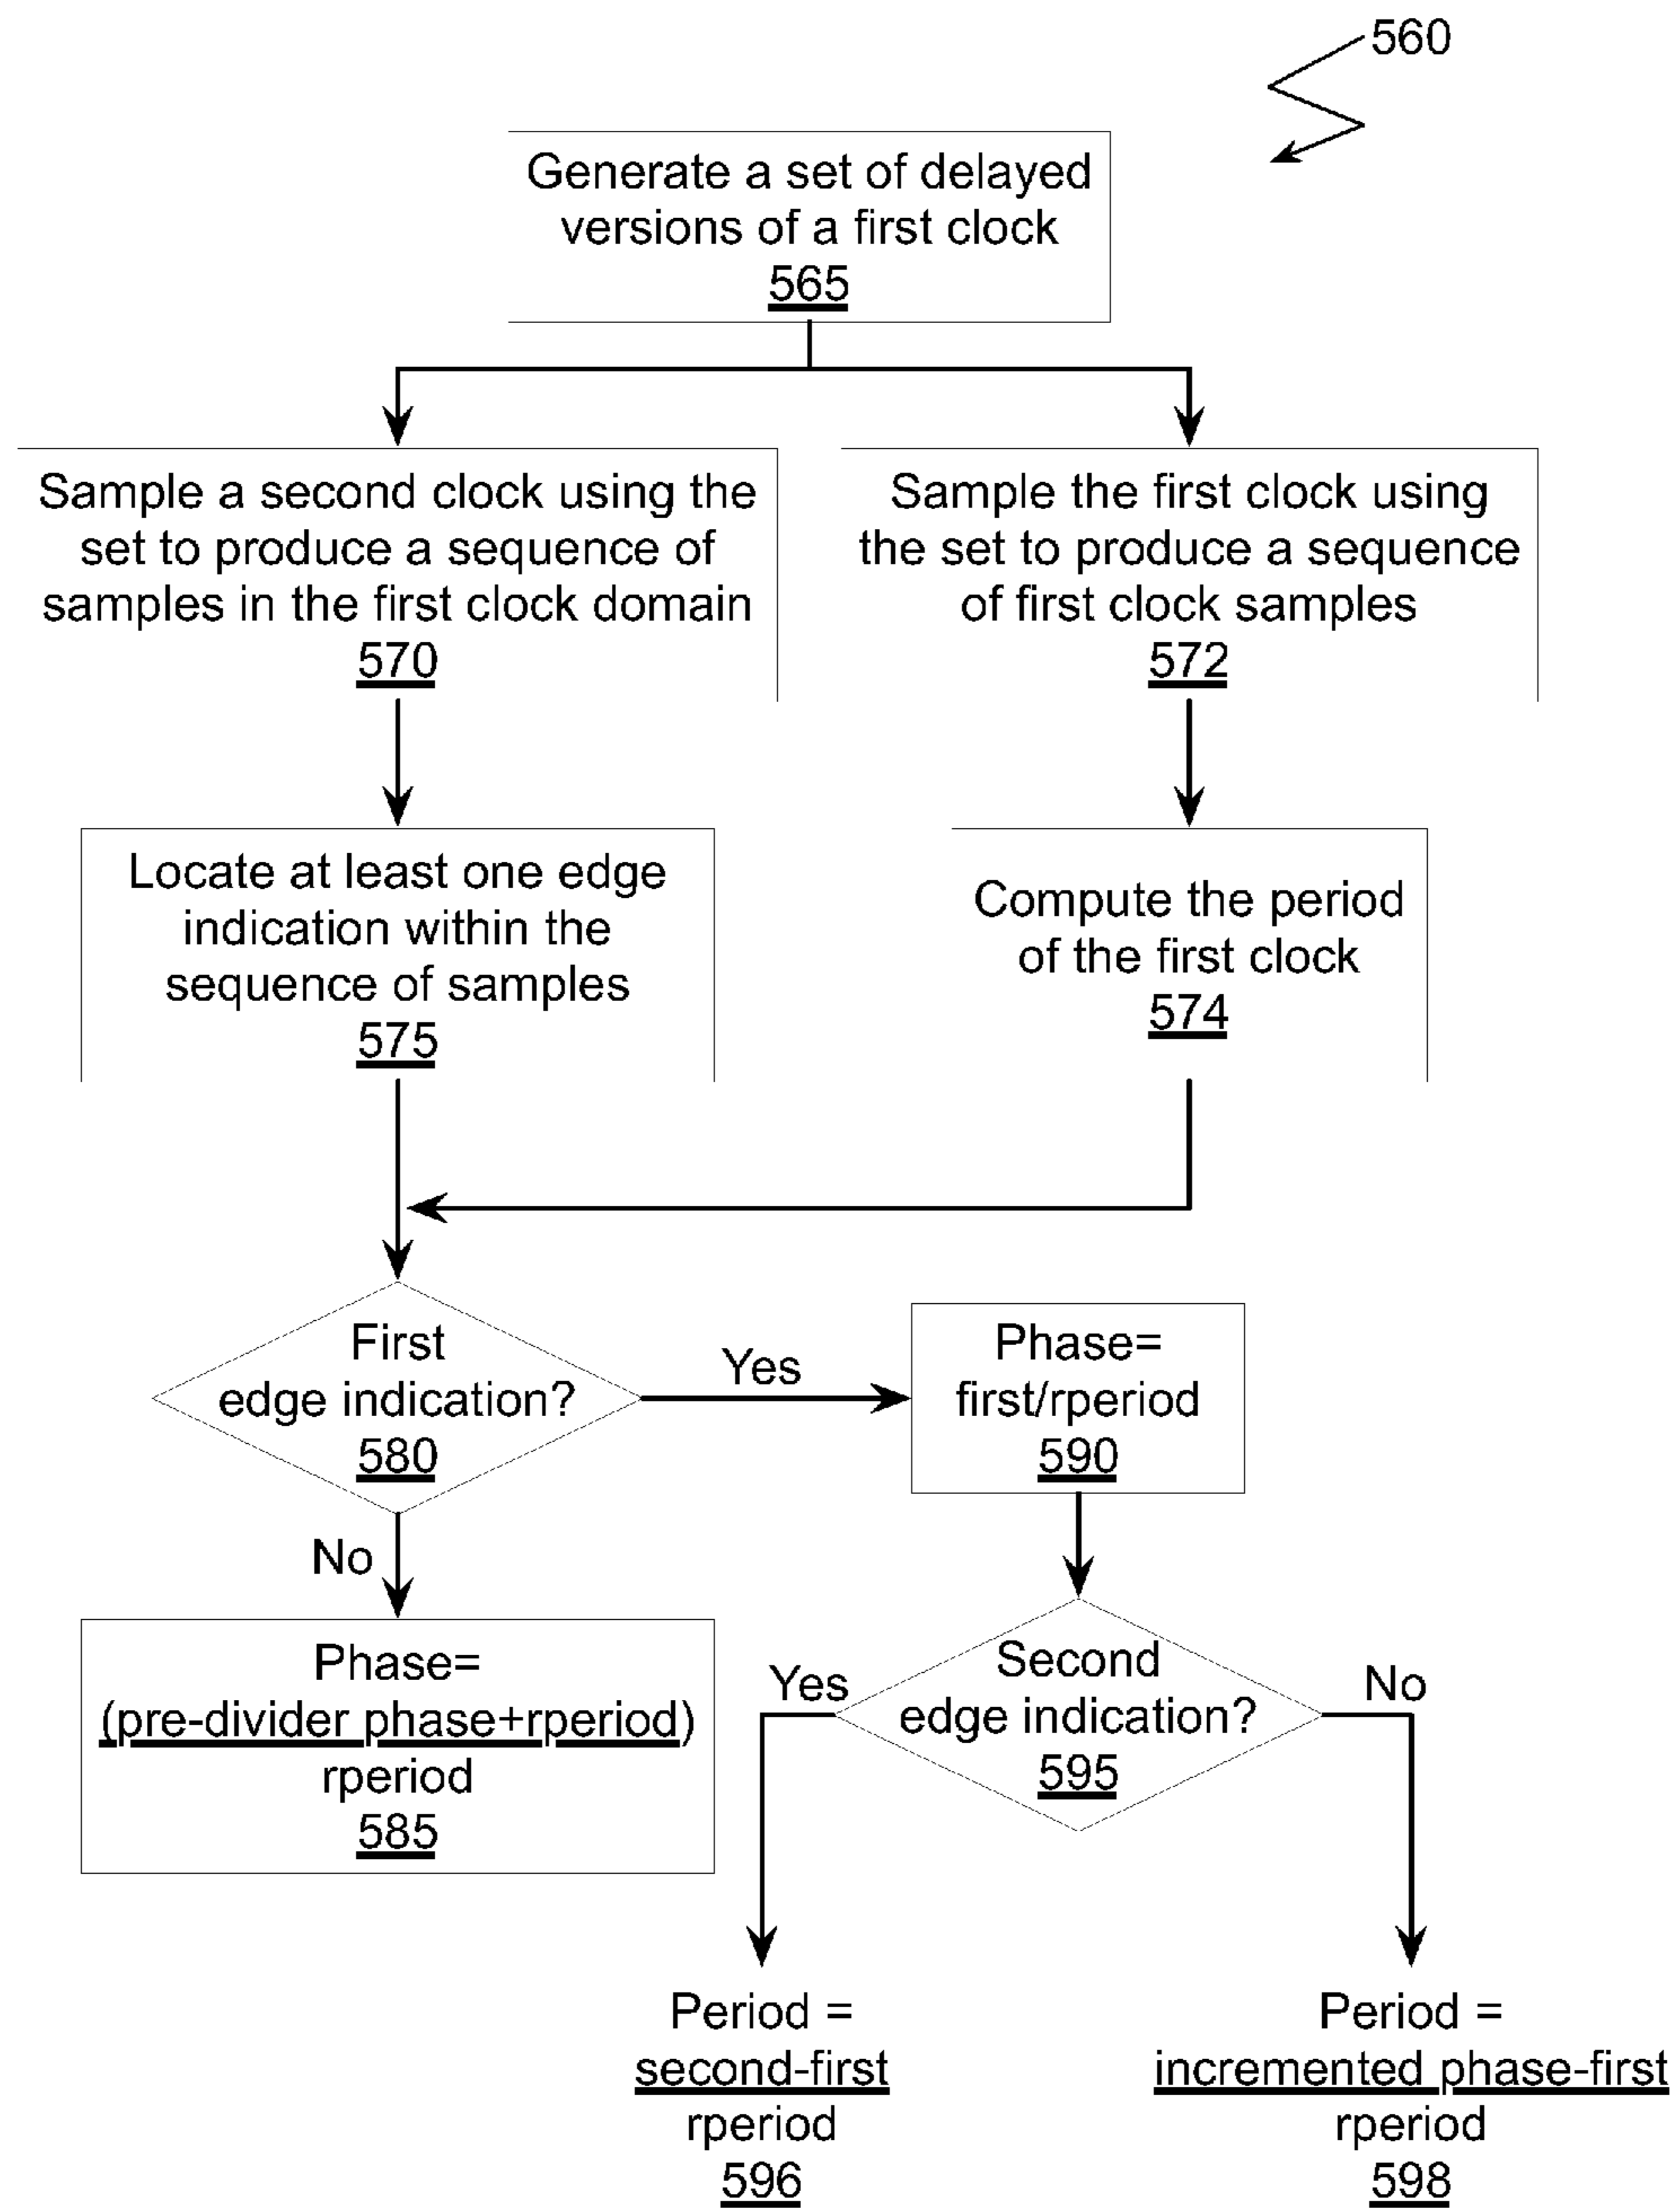 560
Generate a set of delayed
versions of a first clock
565
Sample a second clock using the
set to produce a sequence of
samples in the first clock domain
570
Sample the first clock using
the set to produce a sequence
of first clock samples
572
Locate at least one edge
indication within the
sequence of samples
575
Compute the period
of the first clock
574
First
edge indication?
580
Yes
Phase=
first/rperiod
590
No
Phase=
(pre-divider phase+rperiod)
rperiod
585
Second
edge indication?
595
Yes
No
Period =
second-first
rperiod
596
Period =
incremented phase-first
rperiod
598